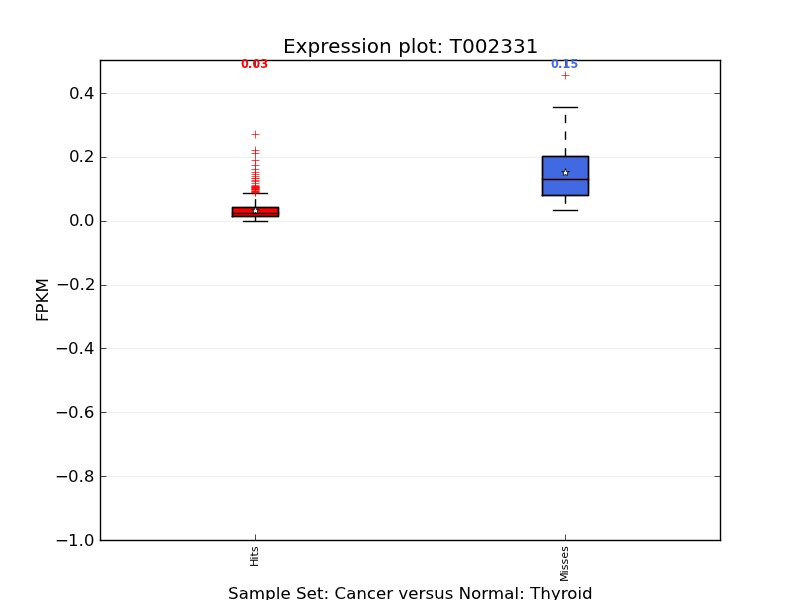 Expression plot: T002331
0.03
0.15
0.4
0.2
0.0
−0.2
−0.4
−0.6
−0.8
−1.0
FPKM
Hits
Misses
Sample Set: Cancer versus Normal: Thyroid